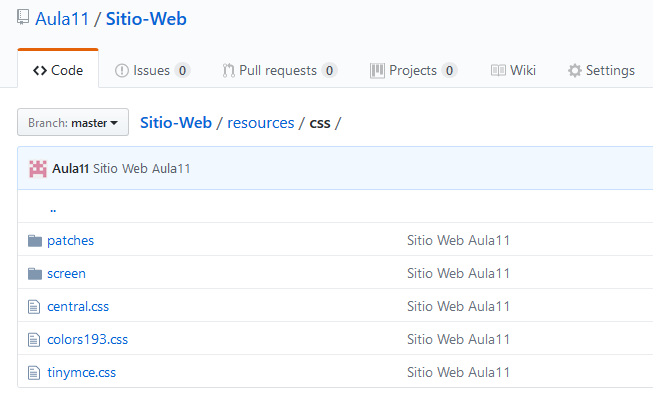 Aula11 / Sitio-Web
Code Issues 0 Pull requests 0 Projects 0 Wiki Settings
Branch: master Sitio-Web / resources / css /
Aula11 Sitio Web Aula11
..
patches Sitio Web Aula11
screen Sitio Web Aula11
central.css Sitio Web Aula11
colors193.css Sitio Web Aula11
tinymce.css Sitio Web Aula11